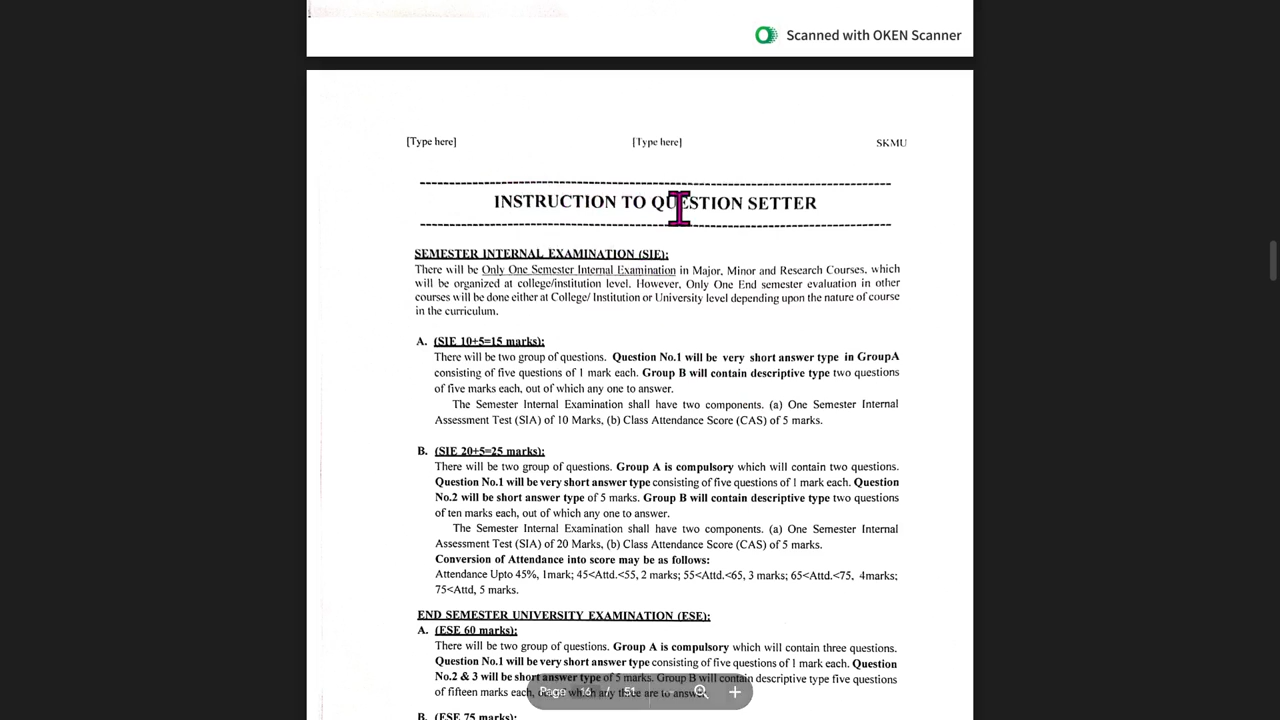 Scanned with OKEN Scanner
[Type here] [Type here] SKMU
INSTRUCTION TO QUESTION SETTER
SEMESTER INTERNAL EXAMINATION (SIE):
There will be Only One Semester Internal Examination in Major, Minor and Research Courses, which
will be organized at college/institution level. However, Only One End semester evaluation in other
courses will be done either at College/ Institution or University level depending upon the nature of course
in the curriculum.
A. (SIE 10+5=15 marks):
There will be two group of questions. Question No.1 will be very short answer type in GroupA
consisting of five questions of 1 mark each. Group B will contain descriptive type two questions
of five marks each, out of which any one to answer.
The Semester Internal Examination shall have two components. (a) One Semester Internal
Assessment Test (SIA) of 10 Marks, (b) Class Attendance Score (CAS) of 5 marks.
B. (SIE 20+5=25 marks):
There will be two group of questions. Group A is compulsory which will contain two questions.
Question No.1 will be very short answer type consisting of five questions of 1 mark each. Question
No.2 will be short answer type of 5 marks. Group B will contain descriptive type two questions
of ten marks each, out of which any one to answer.
The Semester Internal Examination shall have two components. (a) One Semester Internal
Assessment Test (SIA) of 20 Marks, (b) Class Attendance Score (CAS) of 5 marks.
Conversion of Attendance into score may be as follows:
Attendance Upto 45%, 1mark; 45<Attd.<55, 2 marks; 55<Attd.<65, 3 marks; 65<Attd.<75, 4marks;
75<Attd, 5 marks.
END SEMESTER UNIVERSITY EXAMINATION (ESE):
A. (ESE 60 marks):
There will be two group of questions. Group A is compulsory which will contain three questions.
Question No.1 will be very short answer type consisting of five questions of 1 mark each. Question
No.2 & 3 will be short answer type of 5 marks. Group B will contain descriptive type five questions
of fifteen marks each, out of which any three are to answer.
Page 16 / 51
B. (ESE 75 marks):